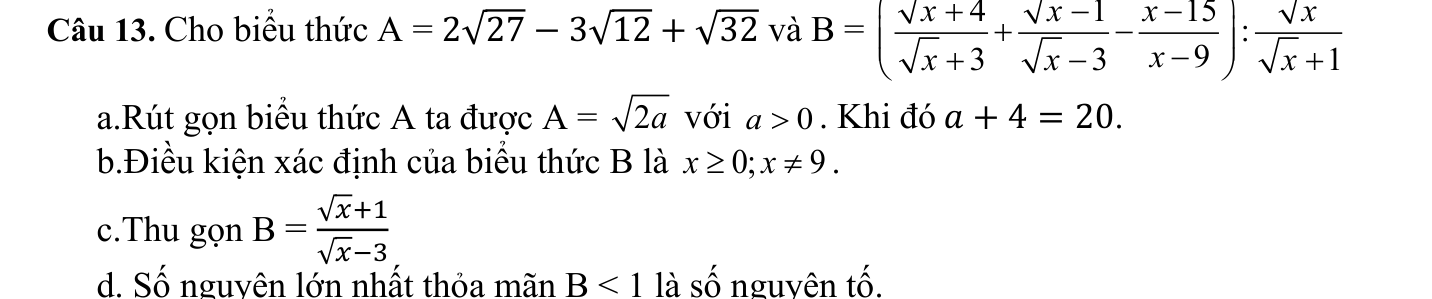 Câu 13. Cho biểu thức A = 2√27 − 3√12 + √32 và B = ( (√x + 4)/(√x + 3) + (√x − 1)/(√x − 3) − (x − 15)/(x − 9) ) : √x/(√x + 1)
a.Rút gọn biểu thức A ta được A = √(2a) với a > 0. Khi đó a + 4 = 20.
b.Điều kiện xác định của biểu thức B là x ≥ 0; x ≠ 9.
c.Thu gọn B = (√x+1)/(√x−3)
d. Số nguyên lớn nhất thỏa mãn B < 1 là số nguyên tố.